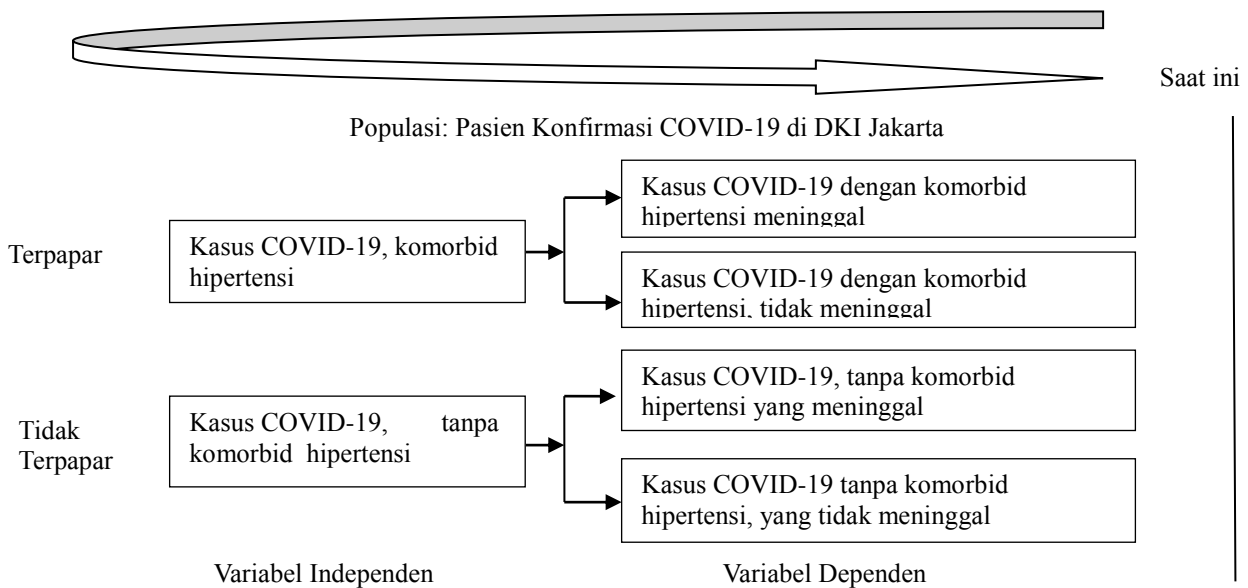 Saat ini
Populasi: Pasien Konfirmasi COVID-19 di DKI Jakarta
Terpapar
Kasus COVID-19, komorbid
hipertensi
Kasus COVID-19 dengan komorbid
hipertensi meninggal
Kasus COVID-19 dengan komorbid
hipertensi, tidak meninggal
Tidak
Terpapar
Kasus COVID-19, tanpa
komorbid hipertensi
Kasus COVID-19, tanpa komorbid
hipertensi yang meninggal
Kasus COVID-19 tanpa komorbid
hipertensi, yang tidak meninggal
Variabel Independen
Variabel Dependen